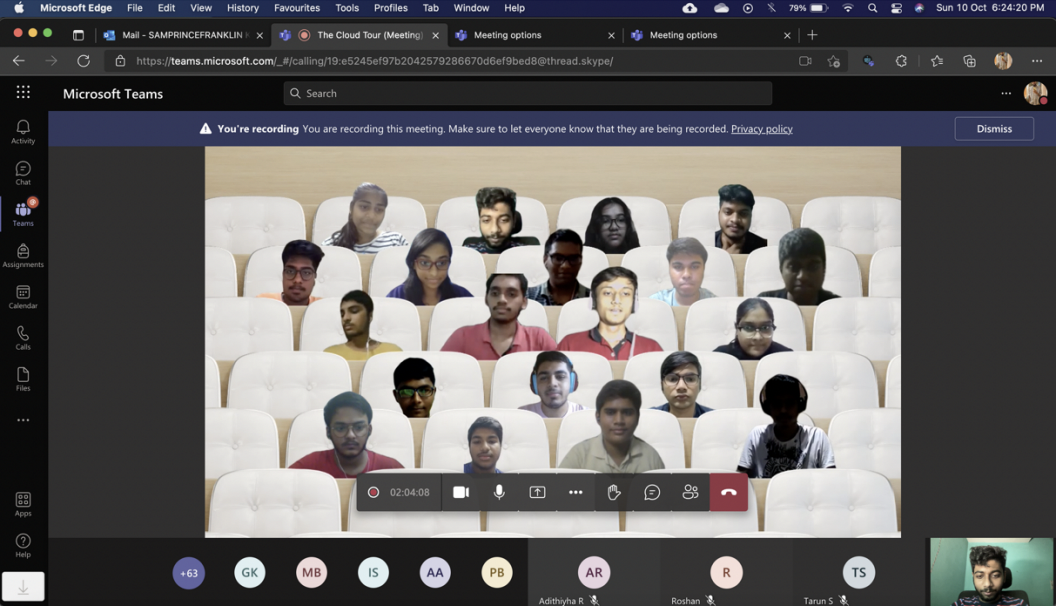 Microsoft Edge File Edit View History Favourites Tools Profiles Tab Window Help 79% Sun 10 Oct 6:24:20 PM
Mail - SAMPRINCEFRANKLIN The Cloud Tour (Meeting) Meeting options Meeting options
https://teams.microsoft.com/_#/calling/19:e5245ef97b2042579286670d6ef9bed8@thread.skype/
Microsoft Teams Search
You're recording You are recording this meeting. Make sure to let everyone know that they are being recorded. Privacy policy Dismiss
Activity
Chat
Teams
Assignments
Calendar
Calls
Files
Apps
Help
02:04:08
+63 GK MB IS AA PB AR R TS
Adithiyha R Roshan Tarun S